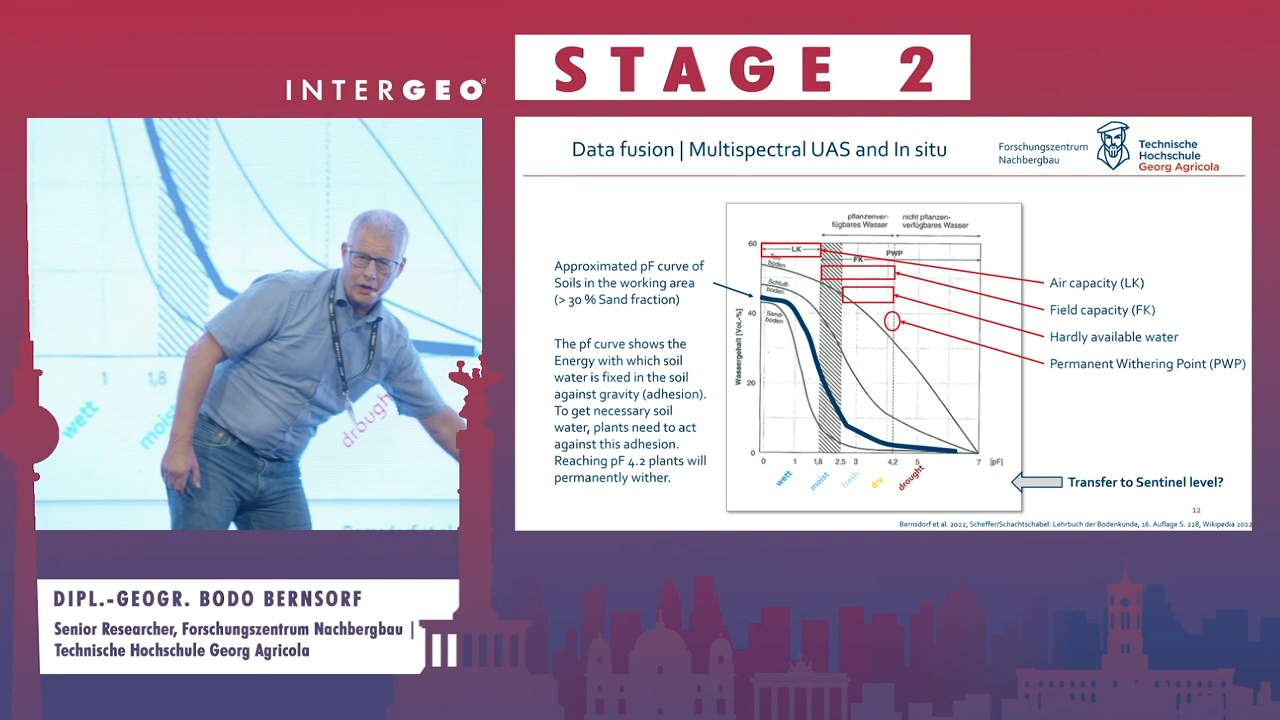 STAGE 2
INTERGEO®
Data fusion | Multispectral UAS and In situ
Forschungszentrum
Nachbergbau
Technische
Hochschule
Georg Agricola
Approximated pF curve of
Soils in the working area
(> 30 % Sand fraction)
The pf curve shows the
Energy with which soil
water is fixed in the soil
against gravity (adhesion).
To get necessary soil
water, plants need to act
against this adhesion.
Reaching pF 4.2 plants will
permanently wither.
pflanzenver-
fügbares Wasser
nicht pflanzen-
verfügbares Wasser
LK
PWP
FK
boden
Schluff-
boden
Sand-
boden
Wassergehalt [Vol.-%]
60
40
20
0
0 1 1,8 2,5 3 4,2 5 7 [pF]
wett
moist
fresh
dry
drought
Air capacity (LK)
Field capacity (FK)
Hardly available water
Permanent Withering Point (PWP)
Transfer to Sentinel level?
12
Bernsdorf et al. 2022; Scheffer/Schachtschabel: Lehrbuch der Bodenkunde, 16. Auflage S. 228, Wikipedia 2022
1 1,8
wett
drought
DIPL.-GEOGR. BODO BERNSORF
Senior Researcher, Forschungszentrum Nachbergbau |
Technische Hochschule Georg Agricola